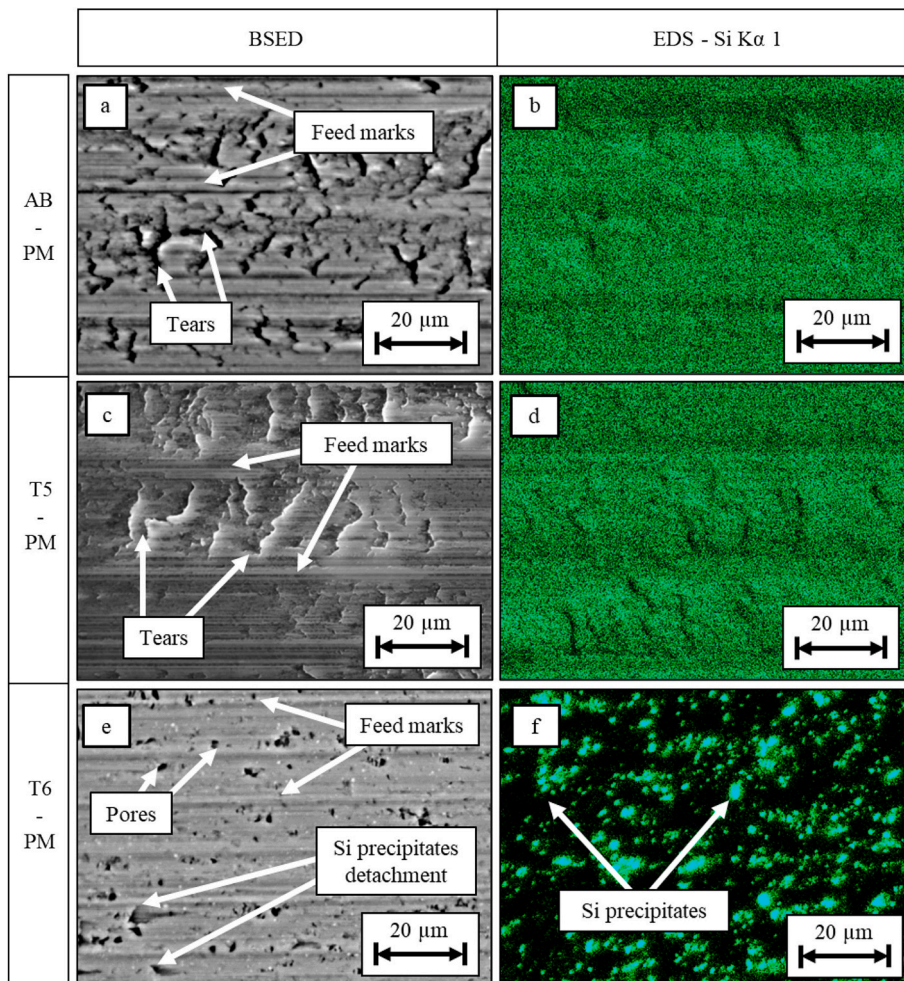 BSED
EDS - Si Kα 1
AB
-
PM
a
Feed marks
Tears
20 μm
b
20 μm
T5
-
PM
c
Feed marks
Tears
20 μm
d
20 μm
T6
-
PM
e
Feed marks
Pores
Si precipitates
detachment
20 μm
f
Si precipitates
20 μm